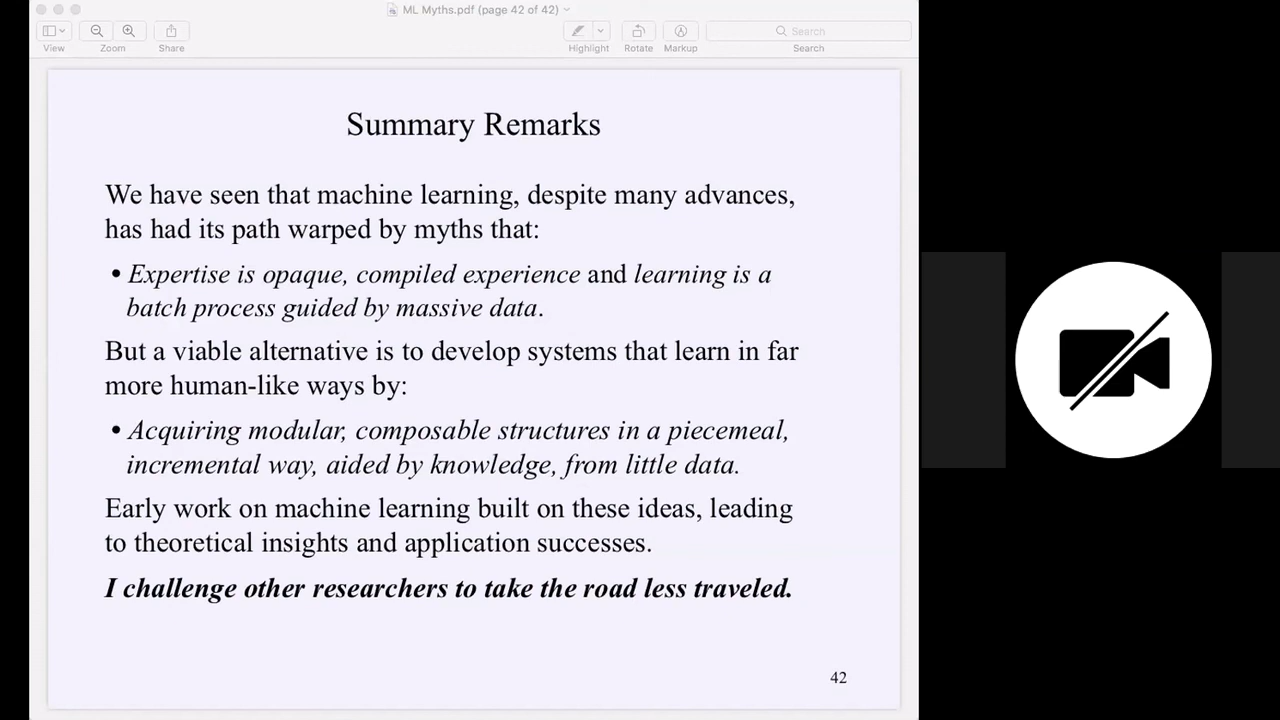 ML Myths.pdf (page 42 of 42)
View
Zoom
Share
Highlight
Rotate
Markup
Search
Search
Summary Remarks
We have seen that machine learning, despite many advances,
has had its path warped by myths that:
• Expertise is opaque, compiled experience and learning is a
batch process guided by massive data.
But a viable alternative is to develop systems that learn in far
more human-like ways by:
• Acquiring modular, composable structures in a piecemeal,
incremental way, aided by knowledge, from little data.
Early work on machine learning built on these ideas, leading
to theoretical insights and application successes.
I challenge other researchers to take the road less traveled.
42